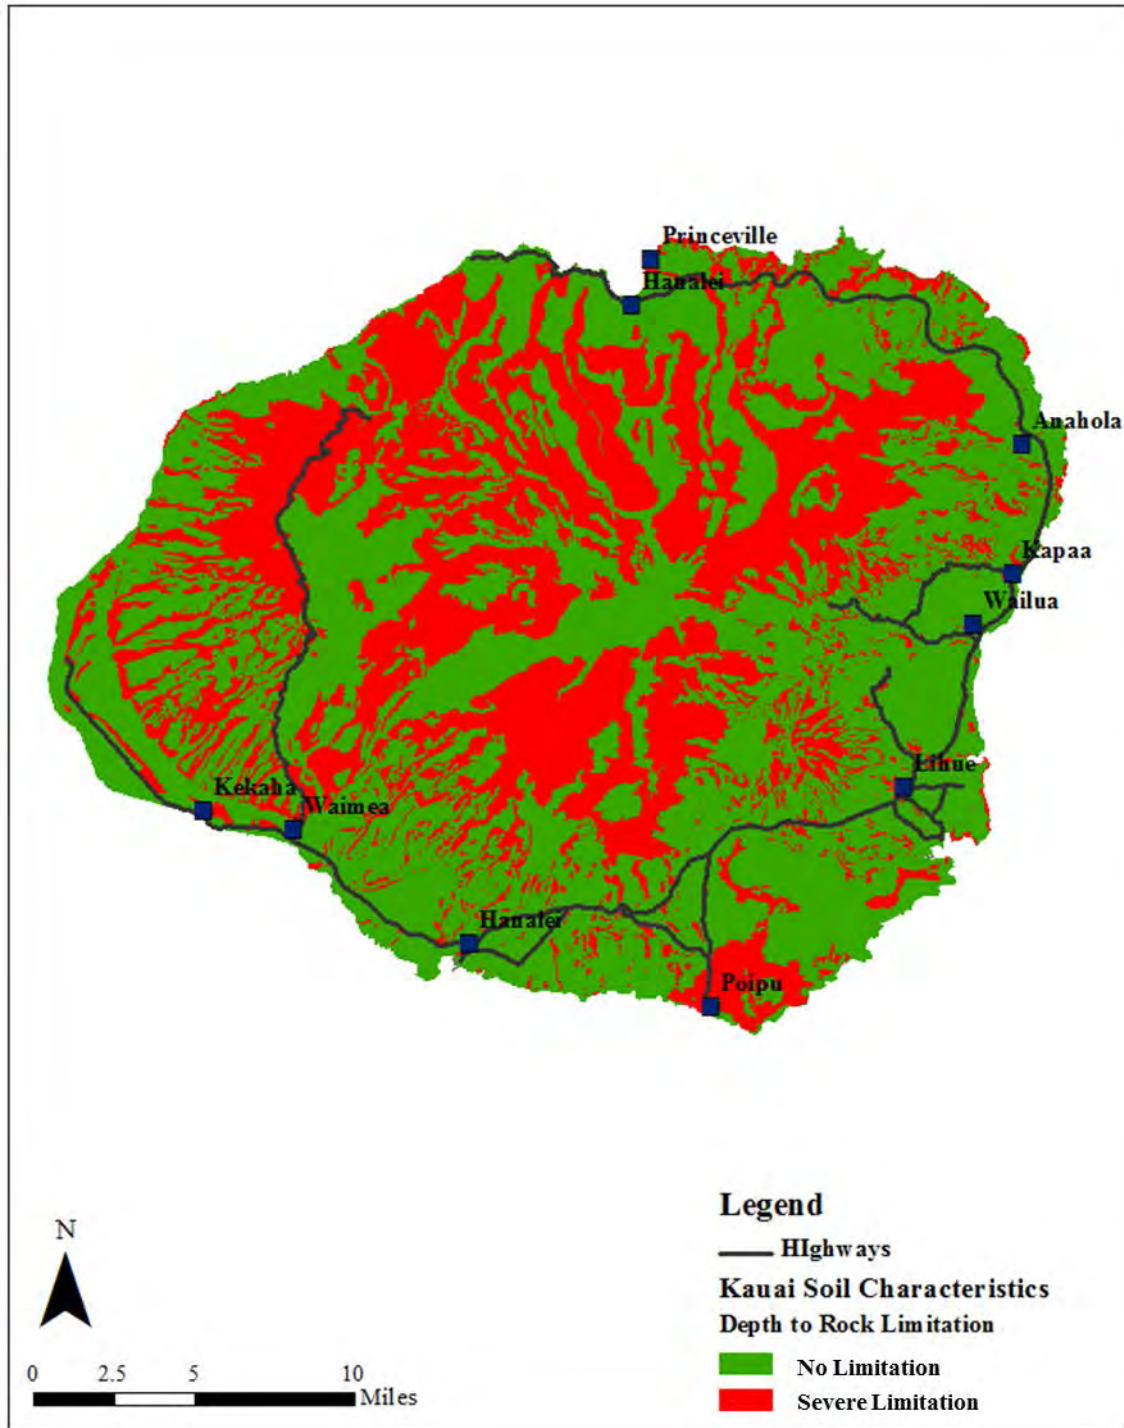 Princeville
Hanalei
Anahola
Kapaa
Wailua
Lihue
Kekaha
Waimea
Hanalei
Poipu
Legend
HIghways
Kauai Soil Characteristics
Depth to Rock Limitation
No Limitation
Severe Limitation
N
0 2.5 5 10
Miles